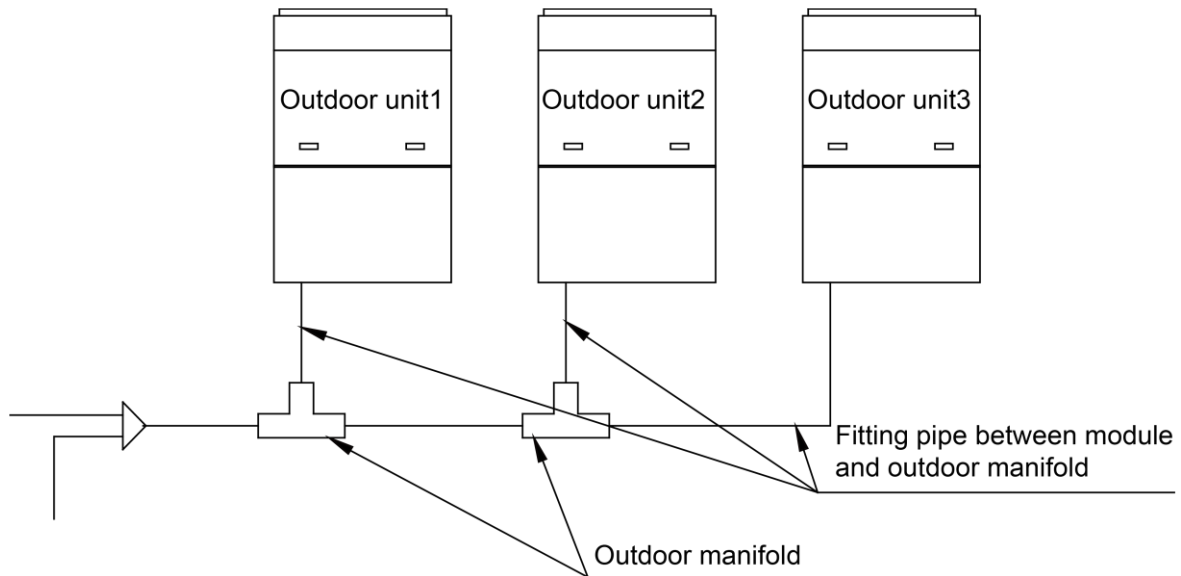 Outdoor unit1
Outdoor unit2
Outdoor unit3
Fitting pipe between module
and outdoor manifold
Outdoor manifold